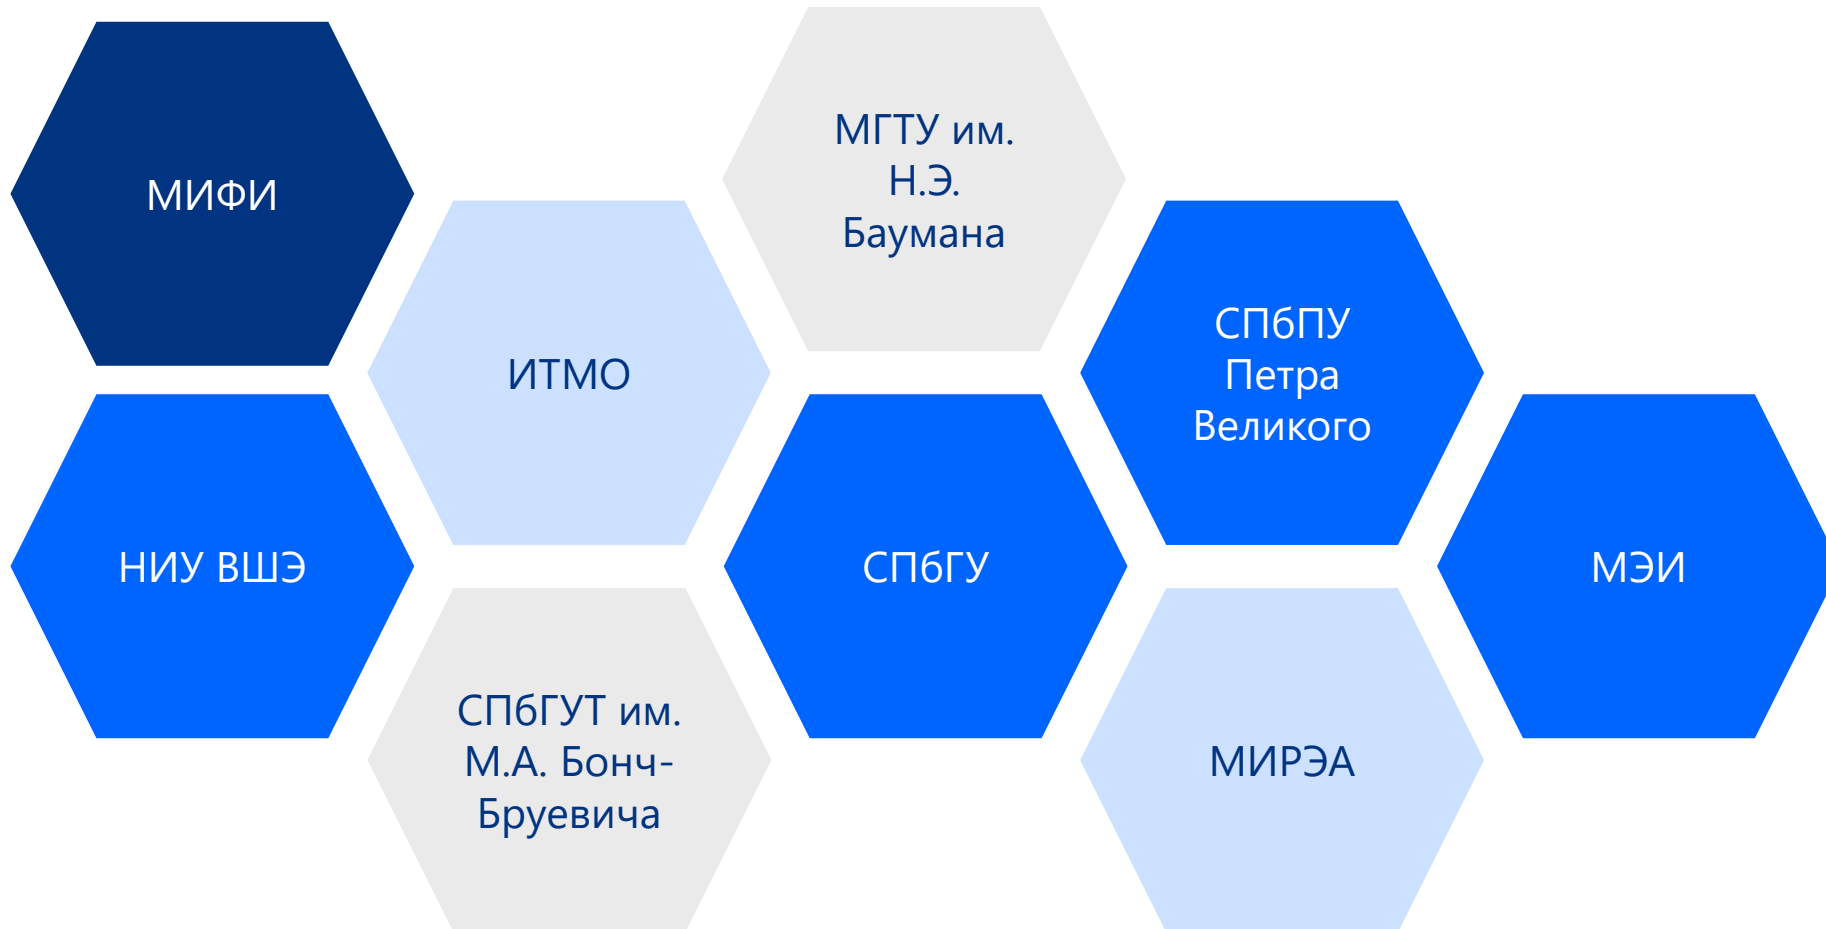 МИФИ
МГТУ им.
Н.Э.
Баумана
ИТМО
СПбПУ
Петра
Великого
НИУ ВШЭ
СПбГУ
МЭИ
СПбГУТ им.
М.А. Бонч-
Бруевича
МИРЭА